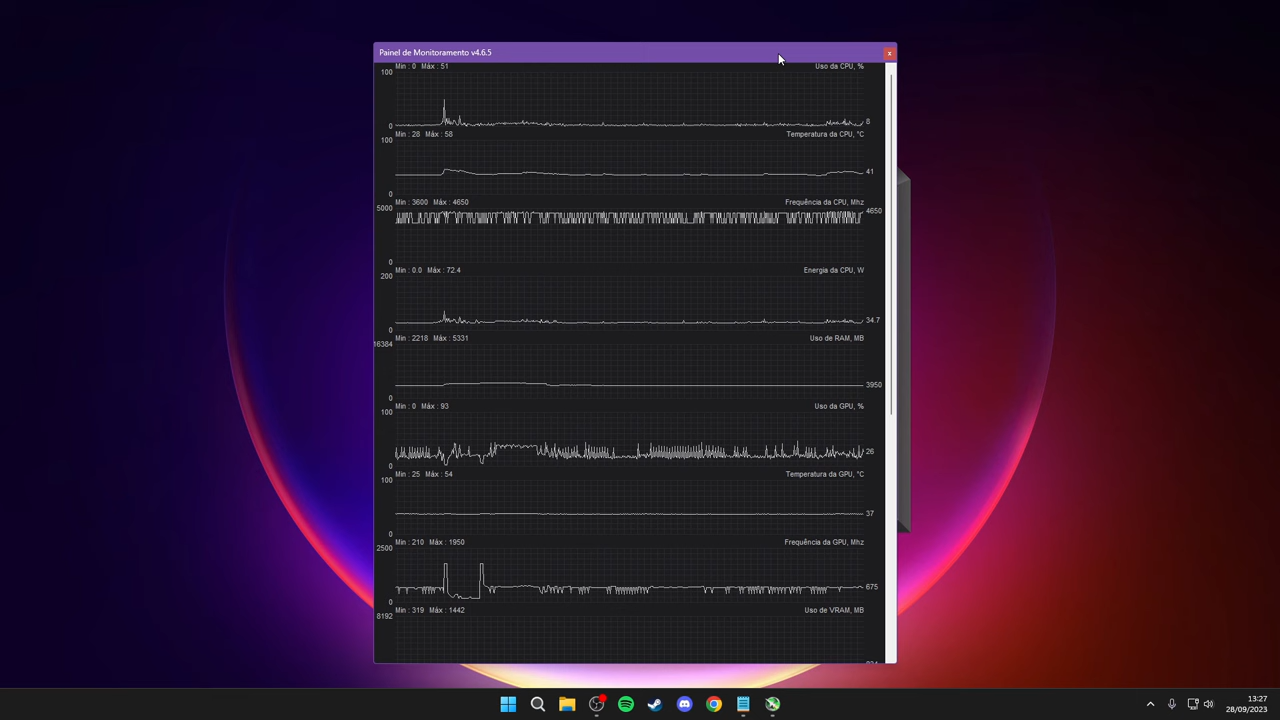 Painel de Monitoramento v4.6.5
x
Min : 0 Máx : 51 Uso da CPU, %
100
8
0
Min : 28 Máx : 58 Temperatura da CPU, °C
100
41
0
Min : 3600 Máx : 4650 Frequência da CPU, Mhz
5000
4650
0
Min : 0.0 Máx : 72.4 Energia da CPU, W
200
34.7
0
Min : 2218 Máx : 5331 Uso de RAM, MB
16384
3950
0
Min : 0 Máx : 93 Uso da GPU, %
100
26
0
Min : 25 Máx : 54 Temperatura da GPU, °C
100
37
0
Min : 210 Máx : 1950 Frequência da GPU, Mhz
2500
675
0
Min : 319 Máx : 1442 Uso de VRAM, MB
8192
13:27
28/09/2023